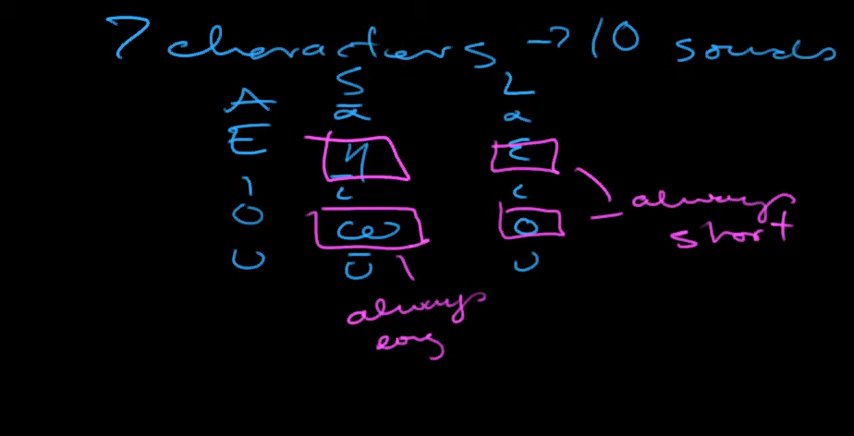 7 characters → 10 sounds
S L
A ᾱ α
E η ε
I ι ι
O ω ο
U ῡ υ
always
short
always
long